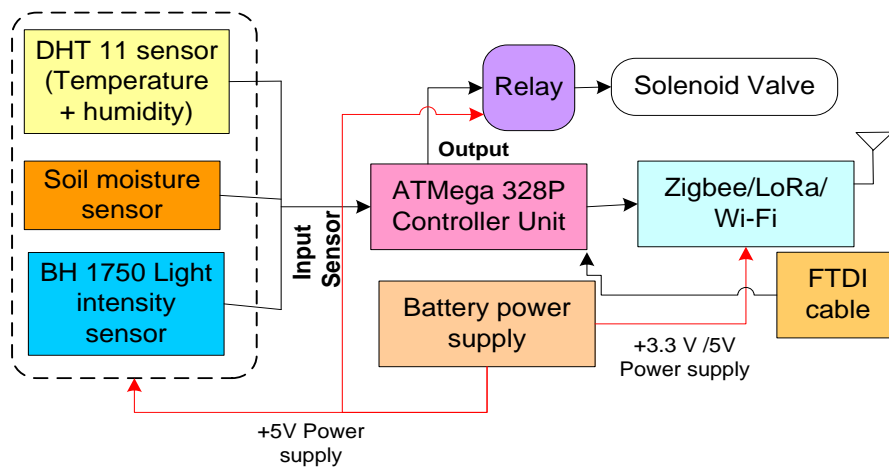 DHT 11 sensor
(Temperature
+ humidity)
Soil moisture
sensor
BH 1750 Light
intensity
sensor
Input
Sensor
Relay
Solenoid Valve
Output
ATMega 328P
Controller Unit
Zigbee/LoRa/
Wi-Fi
FTDI
cable
Battery power
supply
+3.3 V /5V
Power supply
+5V Power
supply